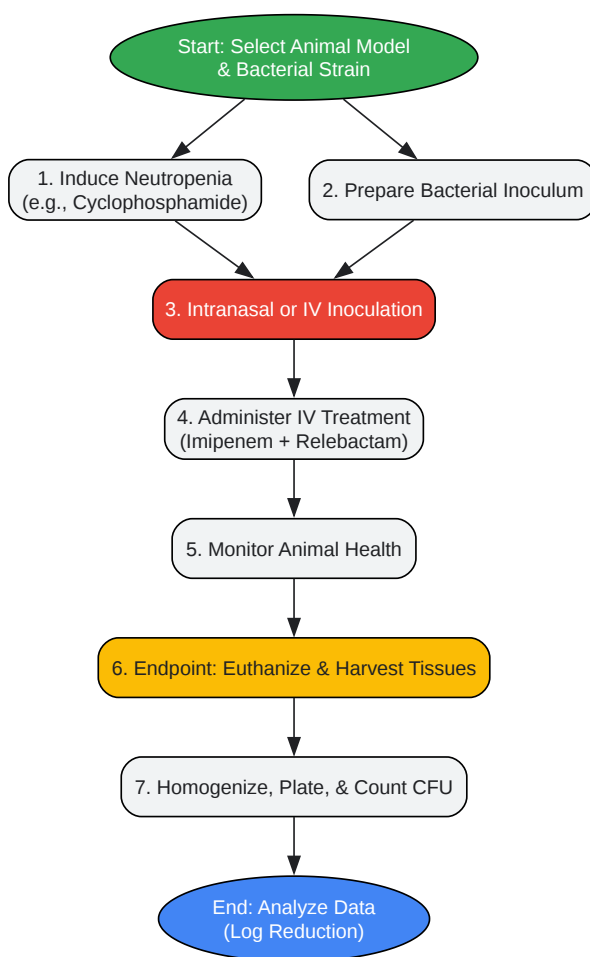 Start: Select Animal Model
& Bacterial Strain
1. Induce Neutropenia
(e.g., Cyclophosphamide)
2. Prepare Bacterial Inoculum
3. Intranasal or IV Inoculation
4. Administer IV Treatment
(Imipenem + Relebactam)
5. Monitor Animal Health
6. Endpoint: Euthanize & Harvest Tissues
7. Homogenize, Plate, & Count CFU
End: Analyze Data
(Log Reduction)